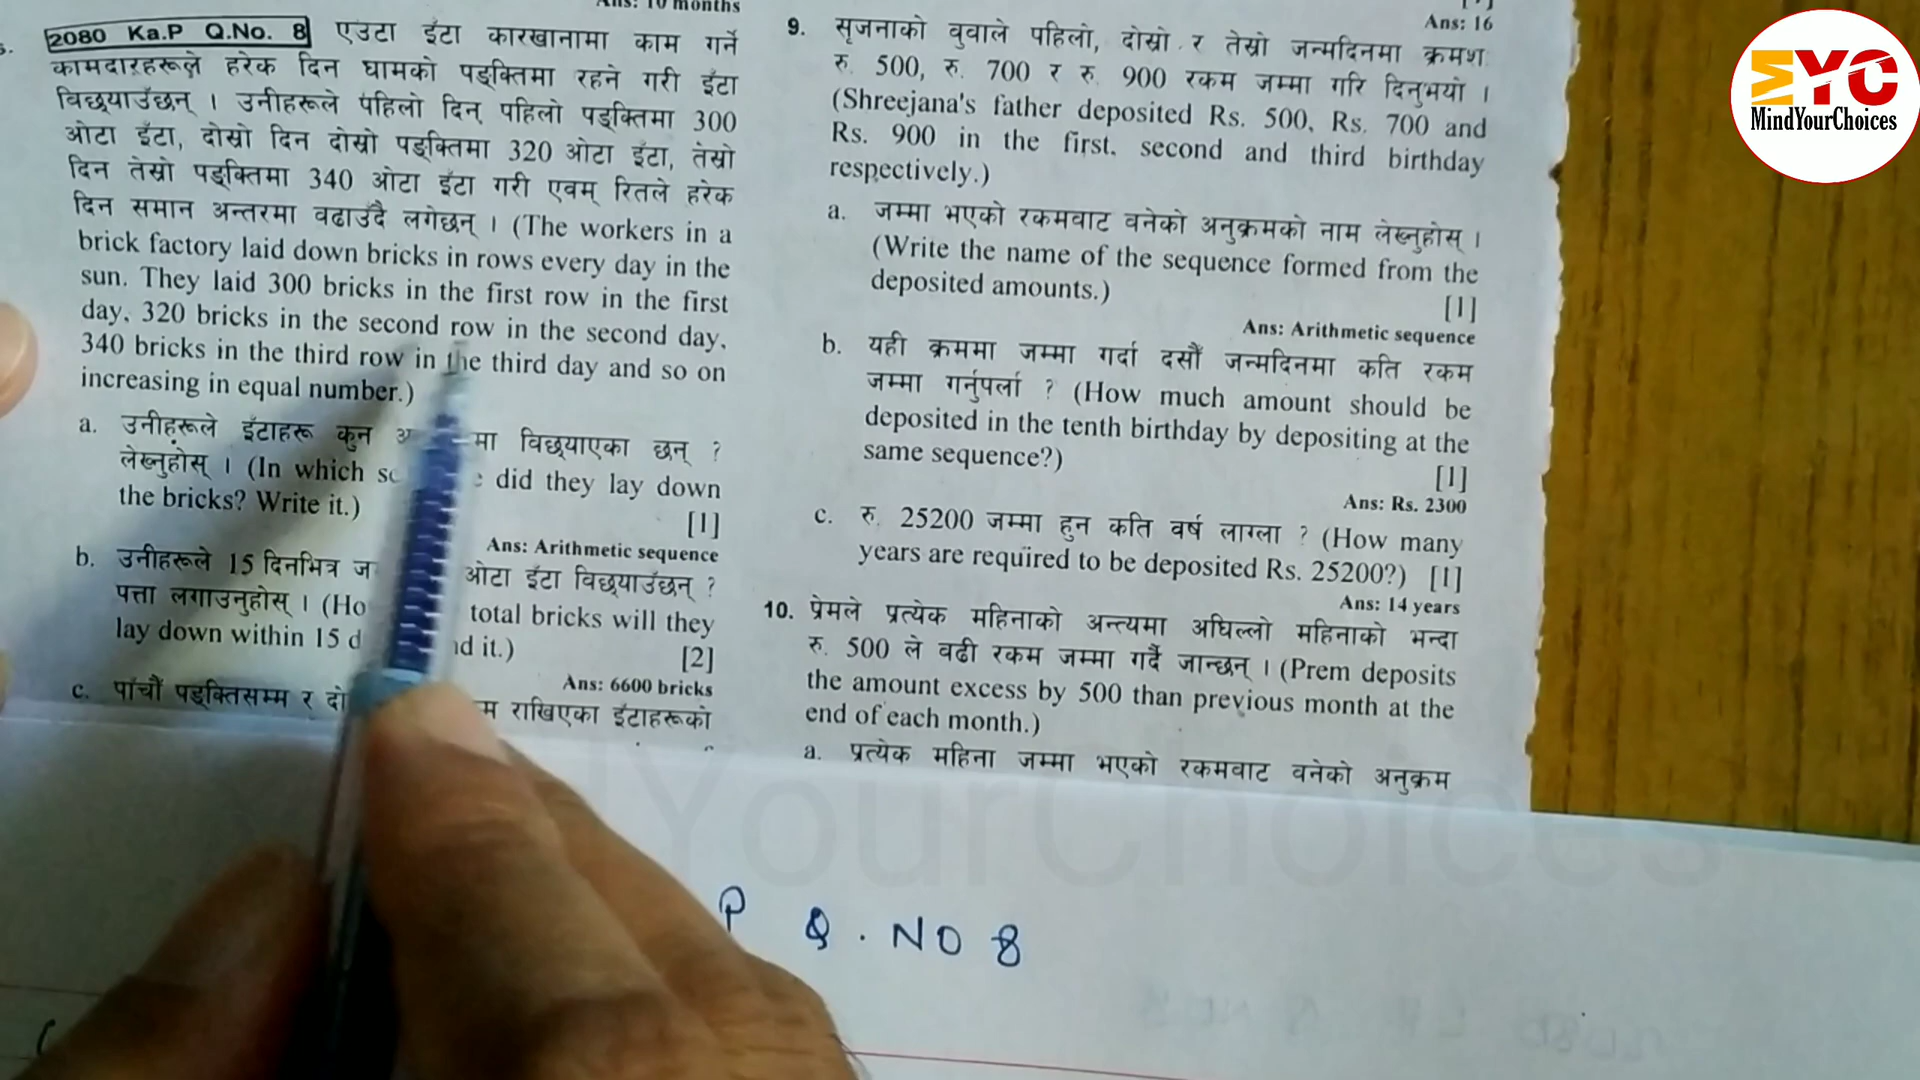 Ans: 10 months
2080 Ka.P Q.No. 8 एउटा इँटा कारखानामा काम गर्ने
कामदारहरूले हरेक दिन घामको पङ्क्तिमा रहने गरी इँटा
विछ्याउँछन् । उनीहरूले पहिलो दिन् पहिलो पङ्क्तिमा 300
ओटा इँटा, दोस्रो दिन दोस्रो पङ्क्तिमा 320 ओटा इँटा, तेस्रो
दिन तेस्रो पङ्क्तिमा 340 ओटा इँटा गरी एवम् रितले हरेक
दिन समान अन्तरमा वढाउँदै लगेछन् । (The workers in a
brick factory laid down bricks in rows every day in the
sun. They laid 300 bricks in the first row in the first
day, 320 bricks in the second row in the second day,
340 bricks in the third row in the third day and so on
increasing in equal number.)
a. उनीहरूले इँटाहरू कुन मा विछ्याएका छन् ?
लेख्नुहोस् । (In which did they lay down
the bricks? Write it.) [1]
Ans: Arithmetic sequence
b. उनीहरूले 15 दिनभित्र ओटा इँटा विछ्याउँछन् ?
पत्ता लगाउनुहोस् । total bricks will they
lay down within 15 it.) [2]
Ans: 6600 bricks
c. पाँचौं पङ्क्तिसम्म र राखिएका इँटाहरूको
Ans: 16
9. सृजनाको वुवाले पहिलो, दोस्रो र तेस्रो जन्मदिनमा क्रमश
रु. 500, रु. 700 र रु. 900 रकम जम्मा गरि दिनुभयो ।
(Shreejana's father deposited Rs. 500, Rs. 700 and
Rs. 900 in the first, second and third birthday
respectively.)
a. जम्मा भएको रकमवाट वनेको अनुक्रमको नाम लेख्नुहोस् ।
(Write the name of the sequence formed from the
deposited amounts.) [1]
Ans: Arithmetic sequence
b. यही क्रममा जम्मा गर्दा दसौं जन्मदिनमा कति रकम
जम्मा गर्नुपर्ला ? (How much amount should be
deposited in the tenth birthday by depositing at the
same sequence?) [1]
Ans: Rs. 2300
c. रु. 25200 जम्मा हुन कति वर्ष लाग्ला ? (How many
years are required to be deposited Rs. 25200?) [1]
Ans: 14 years
10. प्रेमले प्रत्येक महिनाको अन्त्यमा अघिल्लो महिनाको भन्दा
रु. 500 ले वढी रकम जम्मा गर्दै जान्छन् । (Prem deposits
the amount excess by 500 than previous month at the
end of each month.)
a. प्रत्येक महिना जम्मा भएको रकमवाट वनेको अनुक्रम
P Q. NO 8
MYC
MindYourChoices
YourChoices